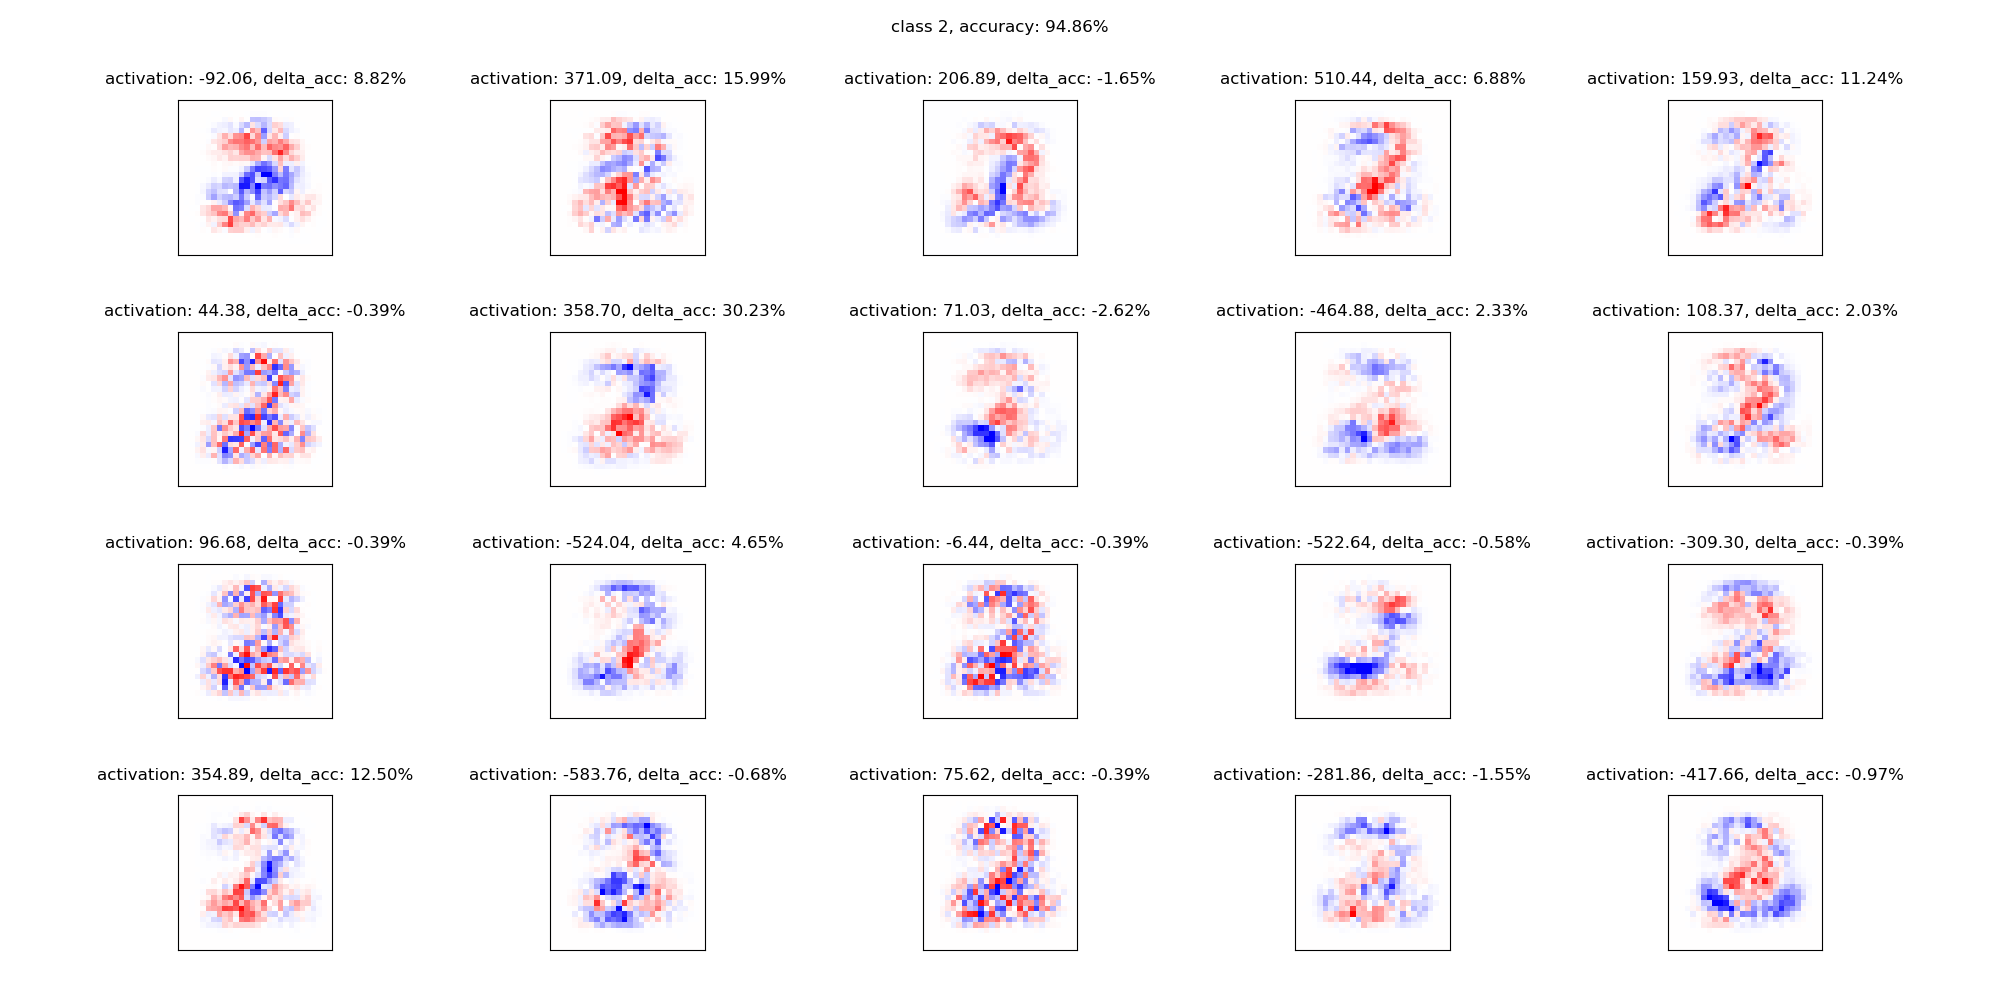 class 2, accuracy: 94.86%
activation: -92.06, delta_acc: 8.82%
activation: 371.09, delta_acc: 15.99%
activation: 206.89, delta_acc: -1.65%
activation: 510.44, delta_acc: 6.88%
activation: 159.93, delta_acc: 11.24%
activation: 44.38, delta_acc: -0.39%
activation: 358.70, delta_acc: 30.23%
activation: 71.03, delta_acc: -2.62%
activation: -464.88, delta_acc: 2.33%
activation: 108.37, delta_acc: 2.03%
activation: 96.68, delta_acc: -0.39%
activation: -524.04, delta_acc: 4.65%
activation: -6.44, delta_acc: -0.39%
activation: -522.64, delta_acc: -0.58%
activation: -309.30, delta_acc: -0.39%
activation: 354.89, delta_acc: 12.50%
activation: -583.76, delta_acc: -0.68%
activation: 75.62, delta_acc: -0.39%
activation: -281.86, delta_acc: -1.55%
activation: -417.66, delta_acc: -0.97%